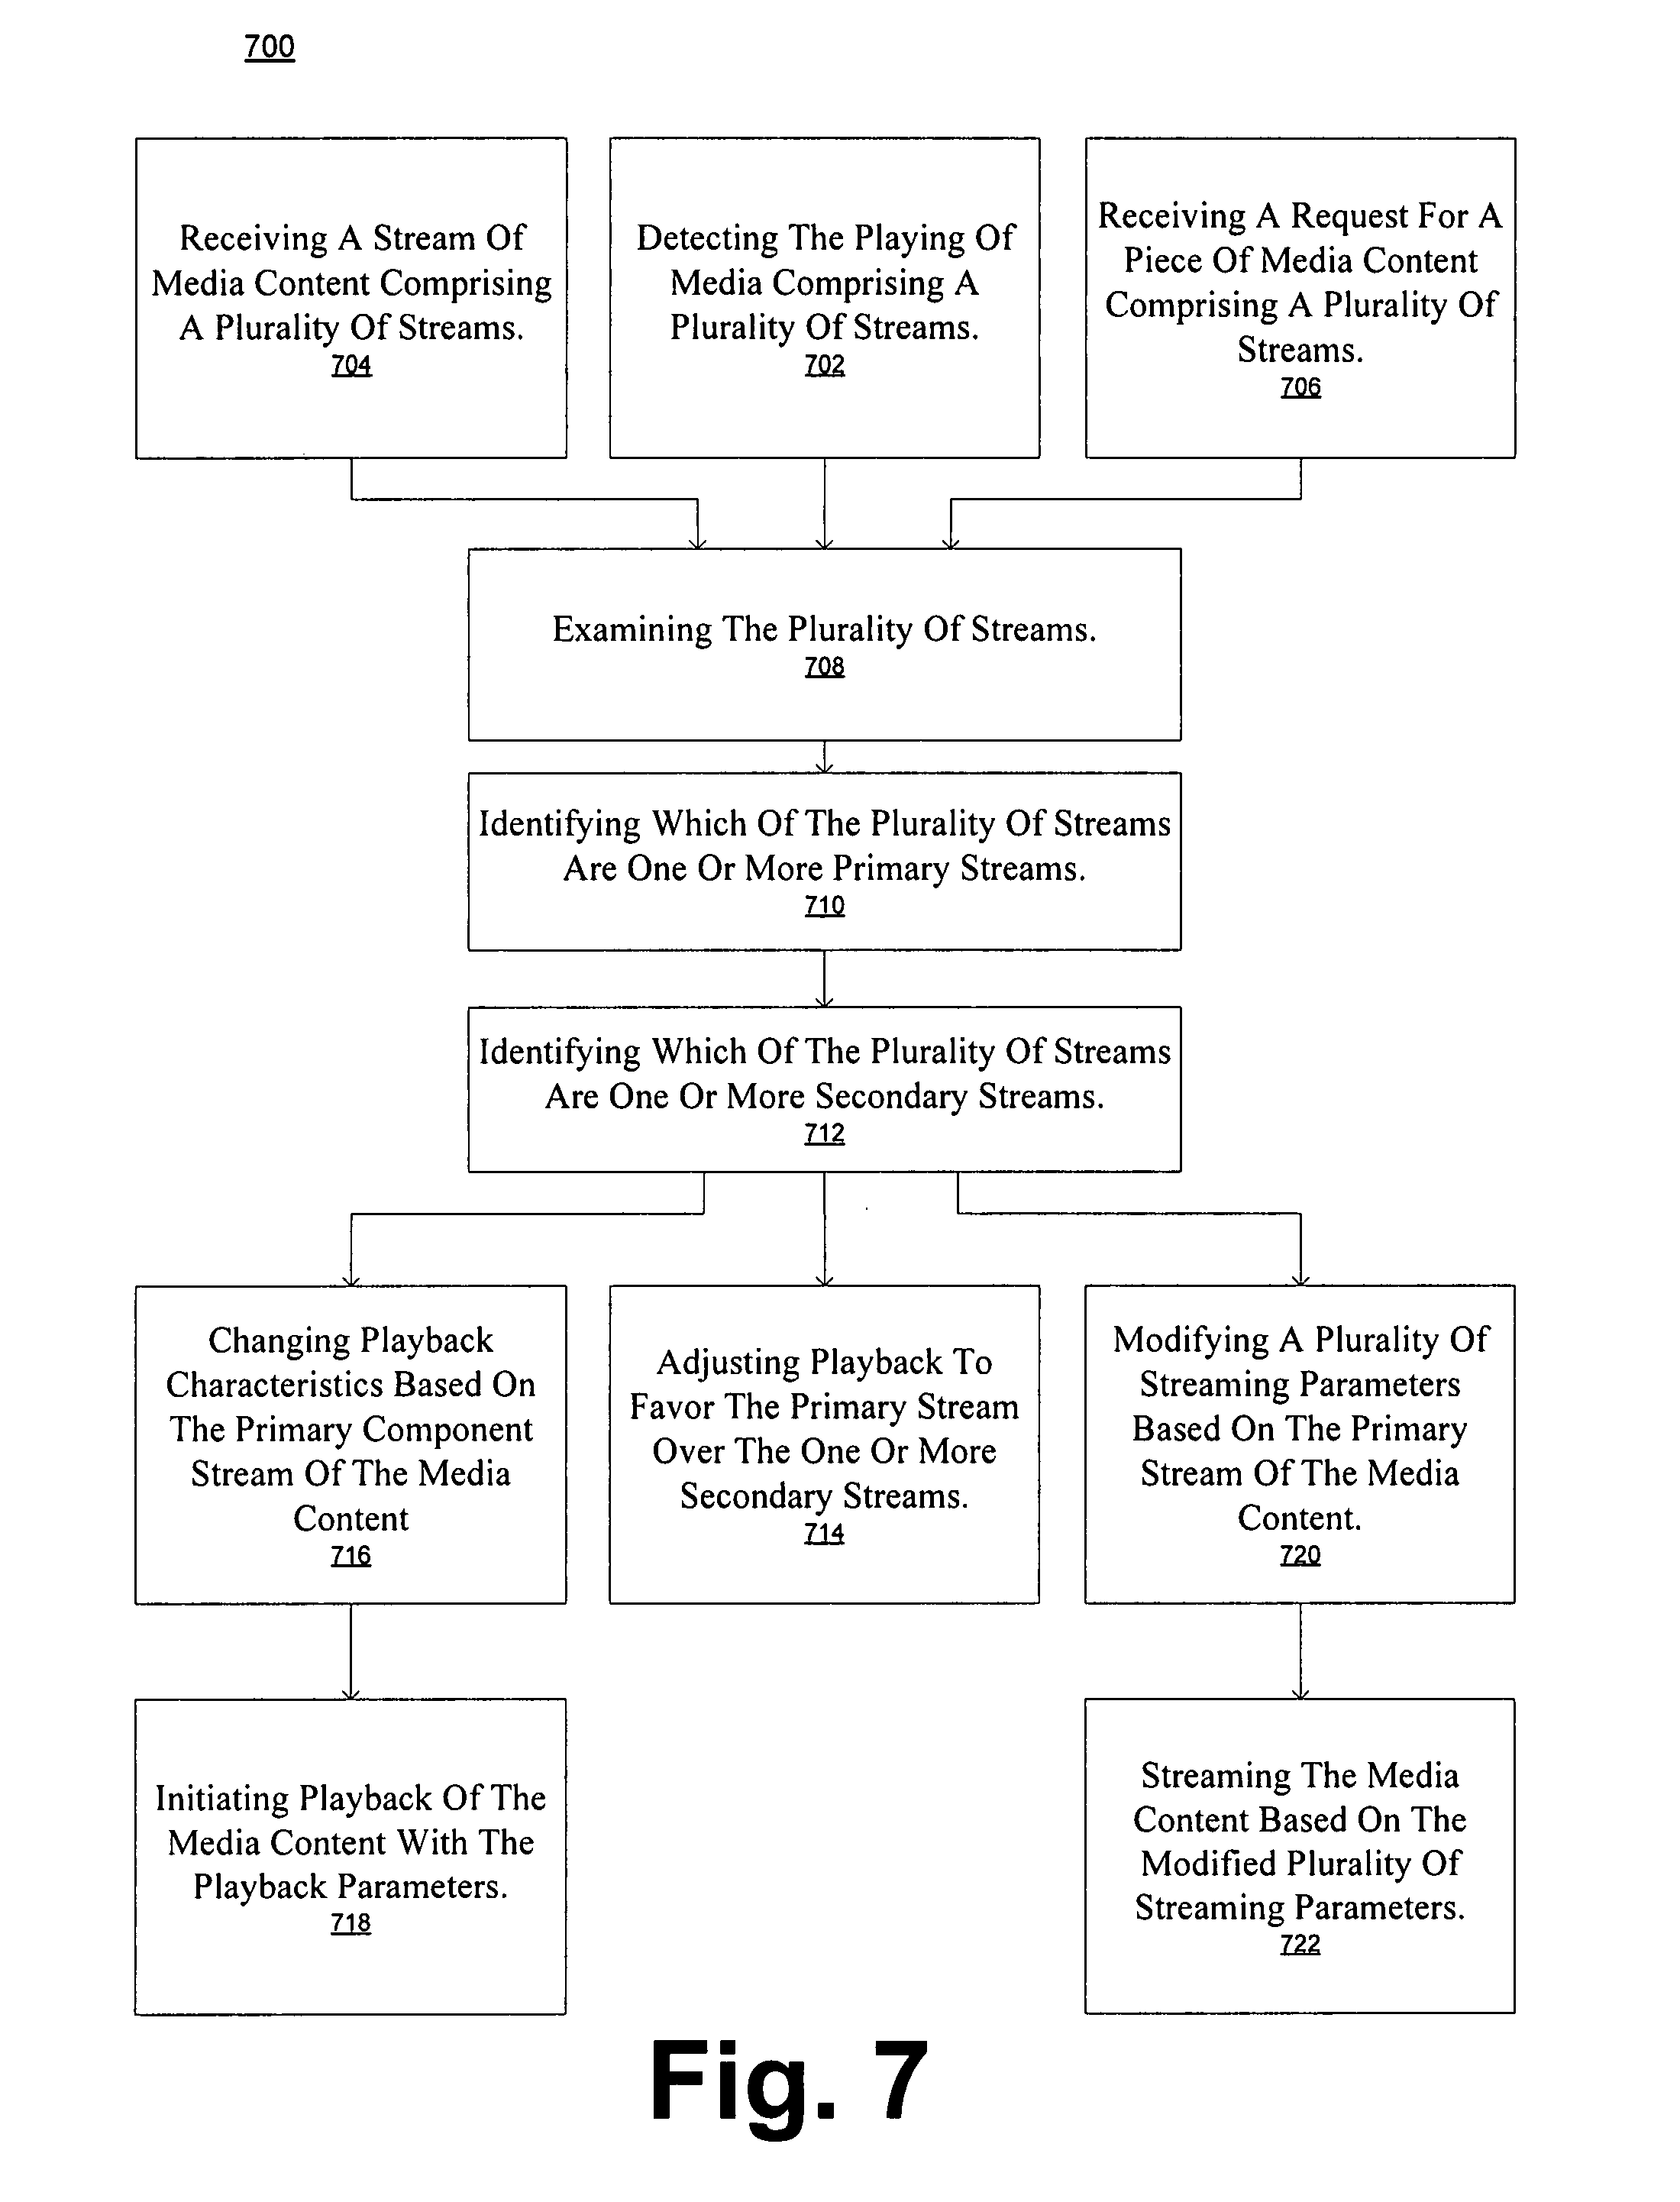 700
Receiving A Stream Of
Media Content Comprising
A Plurality Of Streams.
704
Detecting The Playing Of
Media Comprising A
Plurality Of Streams.
702
Receiving A Request For A
Piece Of Media Content
Comprising A Plurality Of
Streams.
706
Examining The Plurality Of Streams.
708
Identifying Which Of The Plurality Of Streams
Are One Or More Primary Streams.
710
Identifying Which Of The Plurality Of Streams
Are One Or More Secondary Streams.
712
Changing Playback
Characteristics Based On
The Primary Component
Stream Of The Media
Content
716
Adjusting Playback To
Favor The Primary Stream
Over The One Or More
Secondary Streams.
714
Modifying A Plurality Of
Streaming Parameters
Based On The Primary
Stream Of The Media
Content.
720
Initiating Playback Of The
Media Content With The
Playback Parameters.
718
Streaming The Media
Content Based On The
Modified Plurality Of
Streaming Parameters.
722
Fig. 7